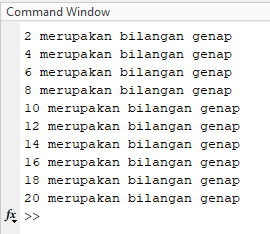 Command Window
2 merupakan bilangan genap
4 merupakan bilangan genap
6 merupakan bilangan genap
8 merupakan bilangan genap
10 merupakan bilangan genap
12 merupakan bilangan genap
14 merupakan bilangan genap
16 merupakan bilangan genap
18 merupakan bilangan genap
20 merupakan bilangan genap
fx >>